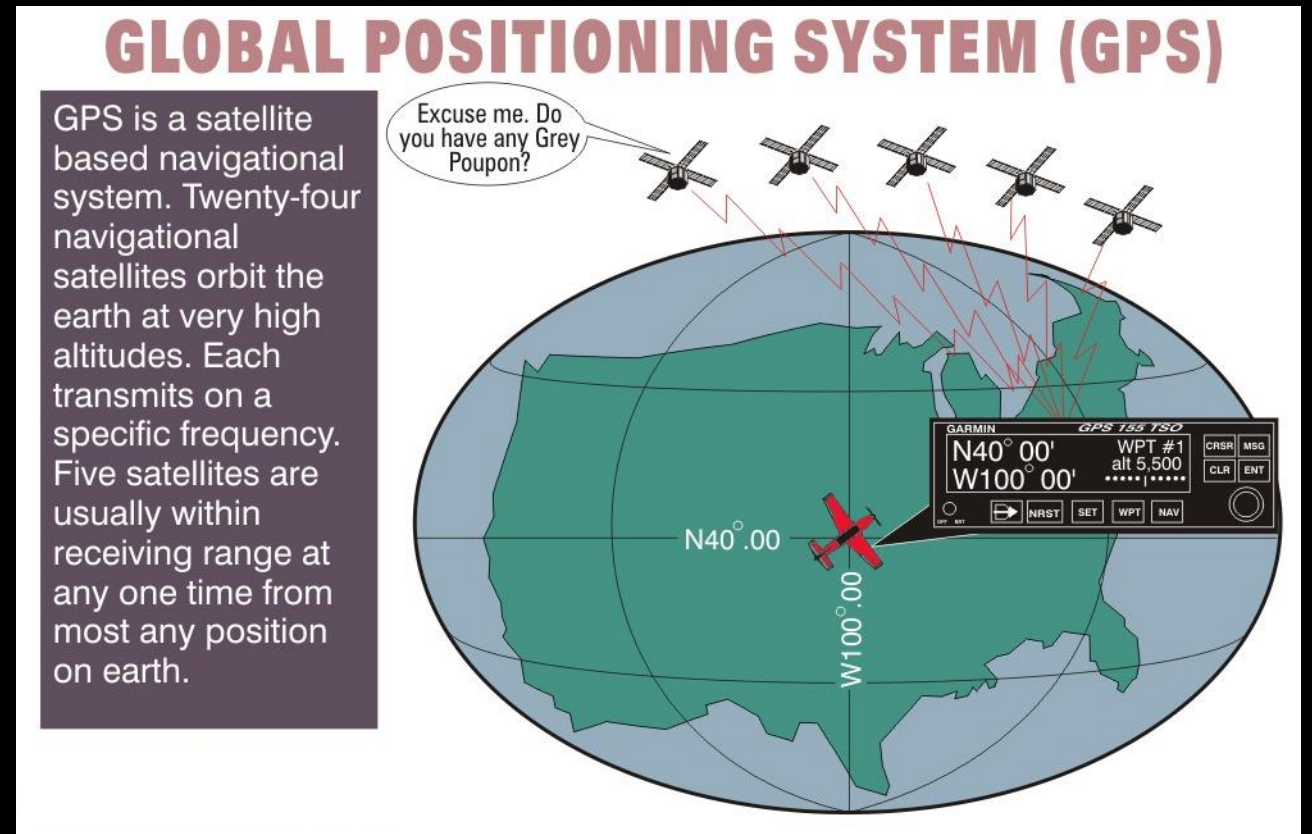 GLOBAL POSITIONING SYSTEM (GPS)
GPS is a satellite
based navigational
system. Twenty-four
navigational
satellites orbit the
earth at very high
altitudes. Each
transmits on a
specific frequency.
Five satellites are
usually within
receiving range at
any one time from
most any position
on earth.
Excuse me. Do
you have any Grey
Poupon?
GARMIN GPS 155 TSO
N40° 00' WPT #1
W100° 00' alt 5,500
CRSR MSG
CLR ENT
NRST SET WPT NAV
N40°.00
W100°.00